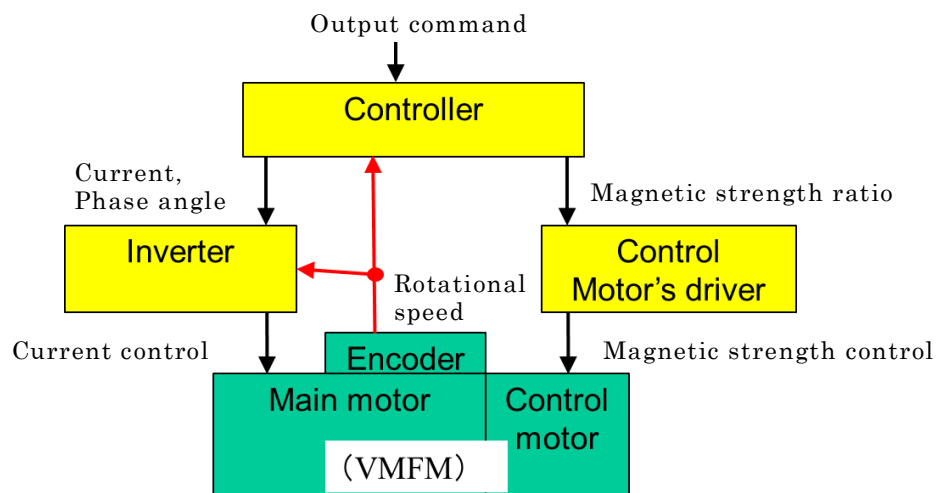 Output command
Controller
Current,
Phase angle
Magnetic strength ratio
Inverter
Control
Motor's driver
Rotational
speed
Current control
Magnetic strength control
Encoder
Main motor
Control
motor
（VMFM）